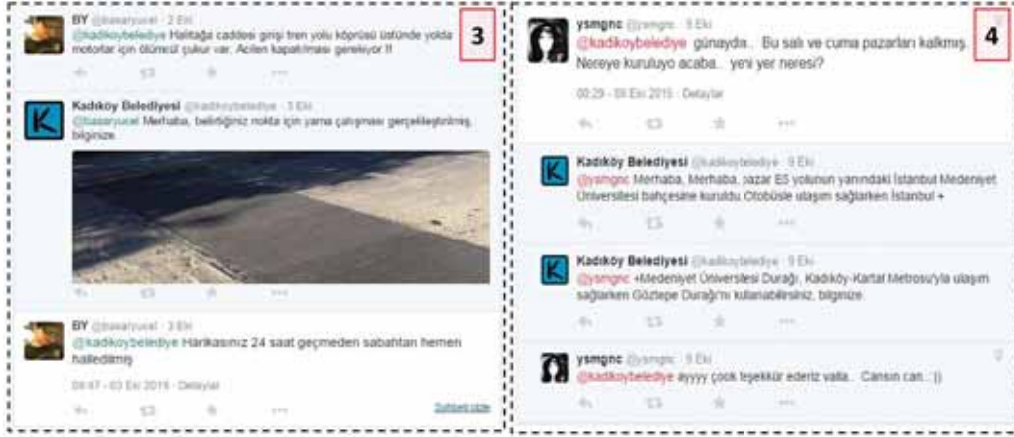 BY @basaryucel · 2 Eki
3
@kadikoybelediye Halitağa caddesi girişi tren yolu köprüsü üstünde yolda
motorlar için ölümcül çukur var. Acilen kapatılması gerekiyor !!
Kadıköy Belediyesi @kadikoybelediye · 3 Eki
@basaryucel Merhaba, belirtiğiniz nokta için yama çalışması gerçekleştirilmiş,
bilginize.
BY @basaryucel · 3 Eki
@kadikoybelediye Harikasınız 24 saat geçmeden sabahtan hemen
halledilmiş
09:47 - 03 Eki 2015 · Detaylar
Sohbeti gizle
ysmgnc @ysmgnc · 9 Eki
4
@kadikoybelediye günaydın.. Bu salı ve cuma pazarları kalkmış.
Nereye kuruluyo acaba.. yeni yer neresi?
00:29 - 09 Eki 2015 · Detaylar
Kadıköy Belediyesi @kadikoybelediye · 9 Eki
@ysmgnc Merhaba, Merhaba, pazar E5 yolunun yanındaki İstanbul Medeniyet
Üniversitesi bahçesine kuruldu.Otobüsle ulaşım sağlarken İstanbul +
Kadıköy Belediyesi @kadikoybelediye · 9 Eki
@ysmgnc +Medeniyet Üniversitesi Durağı, Kadıköy-Kartal Metrosu'yla ulaşım
sağlarken Göztepe Durağı'nı kullanabilirsiniz, bilginize.
ysmgnc @ysmgnc · 9 Eki
@kadikoybelediye ayyyy çook teşekkür ederiz valla.. Cansın can..:))